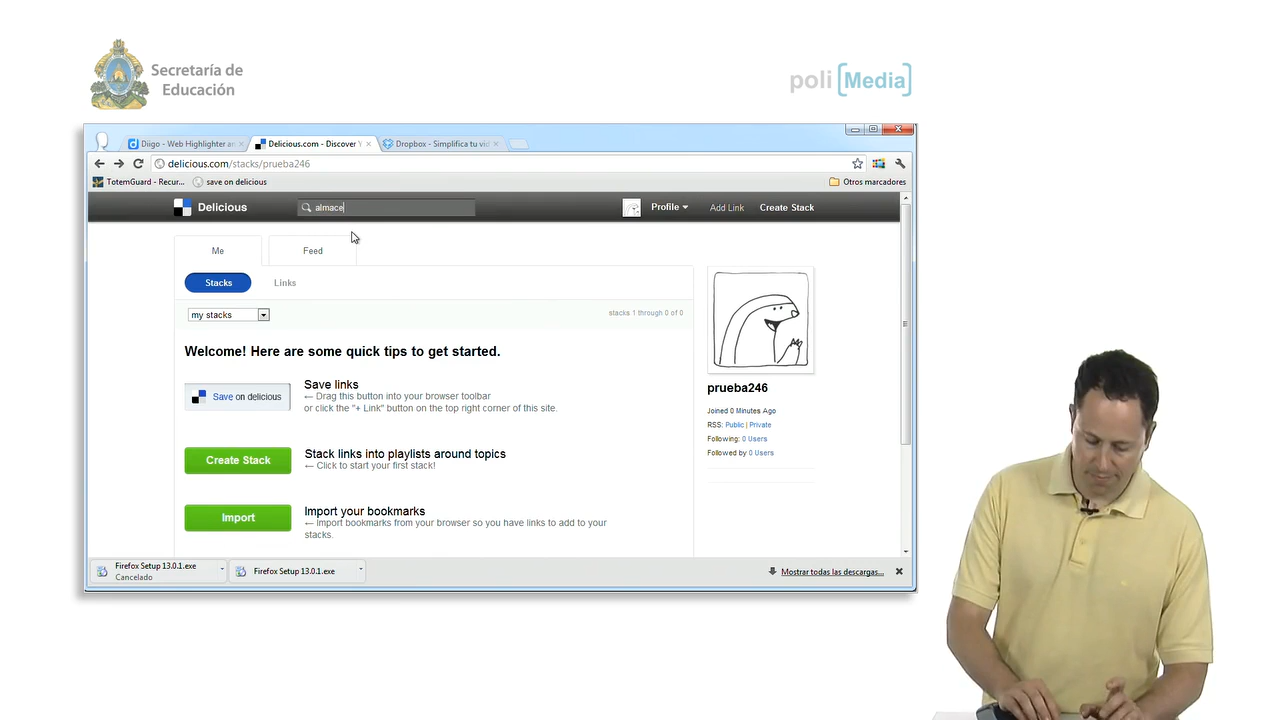 Secretaría de
Educación
poli [Media]
Diigo - Web Highlighter an
Delicious.com - Discover Y
Dropbox - Simplifica tu vid
delicious.com/stacks/prueba246
TotemGuard - Recur...
save on delicious
Otros marcadores
Delicious
almace
Profile
Add Link
Create Stack
Me
Feed
Stacks
Links
my stacks
stacks 1 through 0 of 0
Welcome! Here are some quick tips to get started.
Save on delicious
Save links
← Drag this button into your browser toolbar
or click the "+ Link" button on the top right corner of this site.
Create Stack
Stack links into playlists around topics
← Click to start your first stack!
Import
Import your bookmarks
← Import bookmarks from your browser so you have links to add to your
stacks.
prueba246
Joined 0 Minutes Ago
RSS: Public | Private
Following: 0 Users
Followed by 0 Users
Firefox Setup 13.0.1.exe
Cancelado
Firefox Setup 13.0.1.exe
Mostrar todas las descargas...